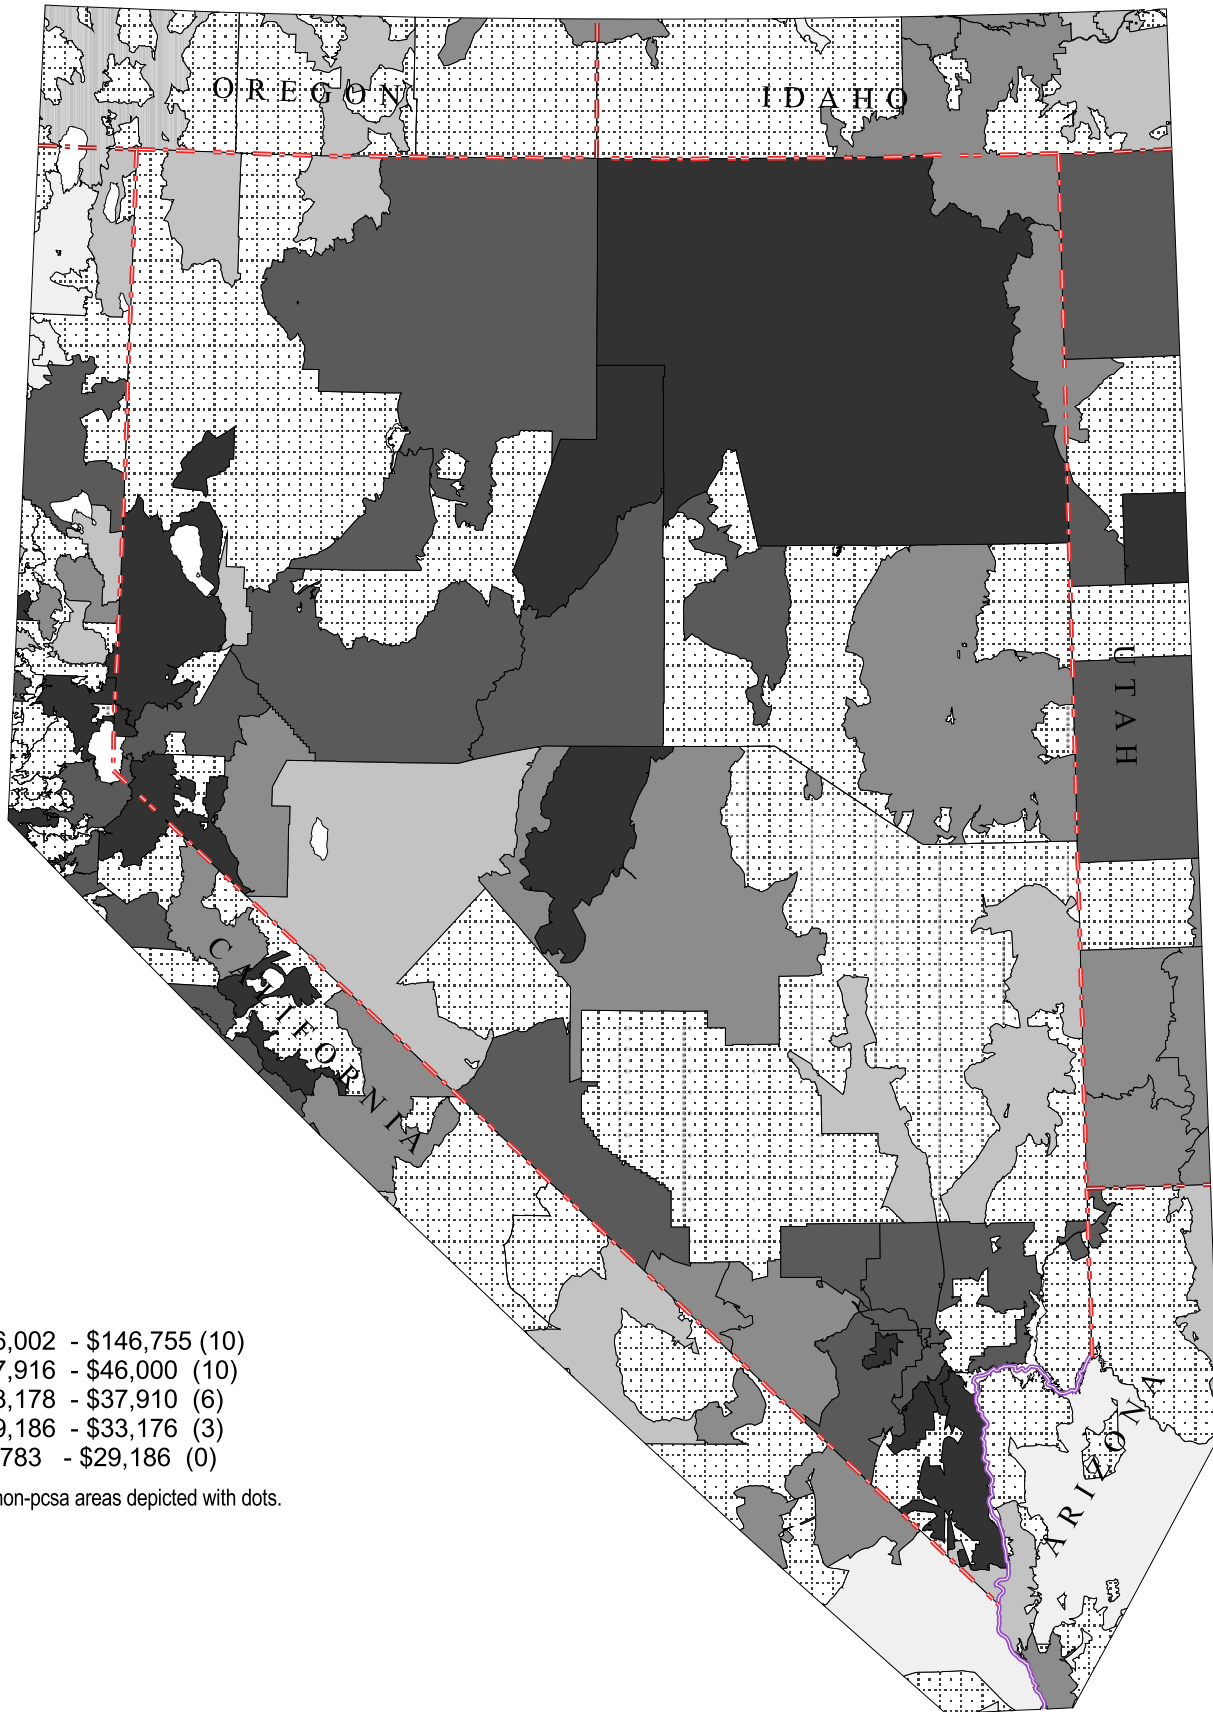 OREGON
IDAHO
UTAH
CALIFORNIA
ARIZONA
6,002 - $146,755 (10)
7,916 - $46,000 (10)
3,178 - $37,910 (6)
9,186 - $33,176 (3)
783 - $29,186 (0)
non-pcsa areas depicted with dots.